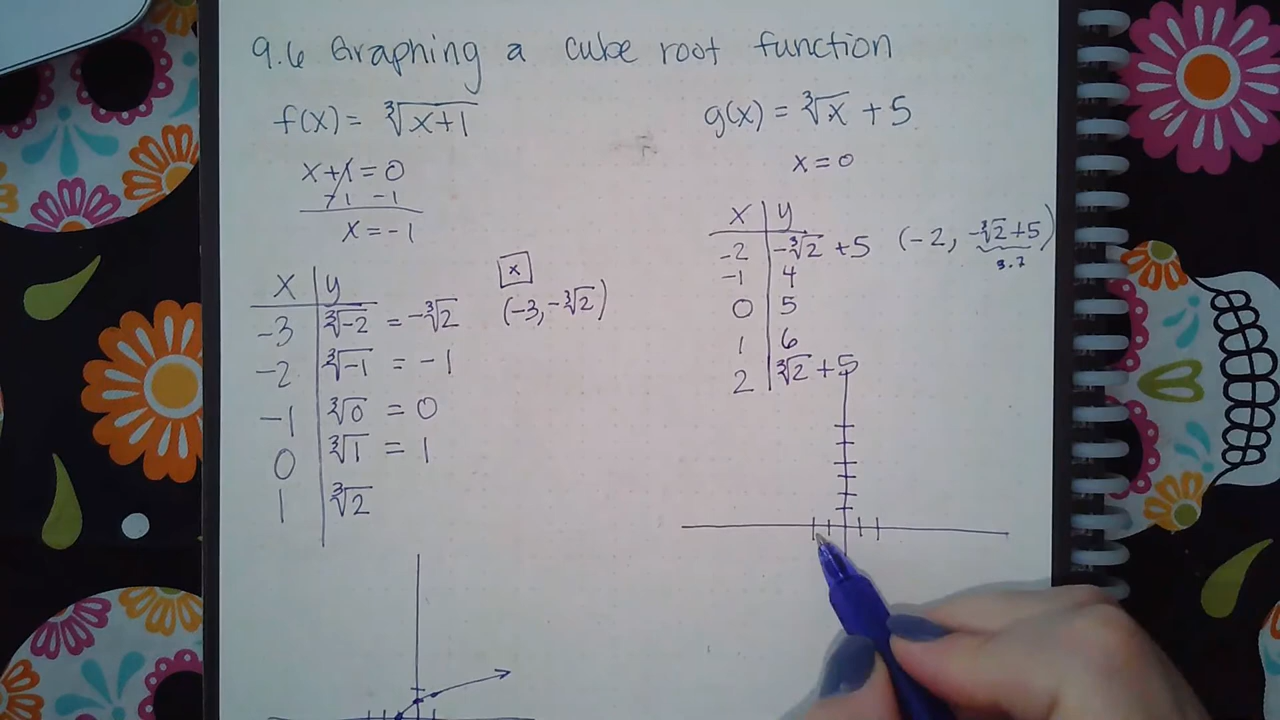 9.6 Graphing a cube root function
f(x) = ∛(x+1)
x+1 = 0
-1 -1
x = -1
x | y
-3 | ∛-2 = -∛2
-2 | ∛-1 = -1
-1 | ∛0 = 0
0 | ∛1 = 1
1 | ∛2
x
(-3, -∛2)
g(x) = ∛x + 5
x = 0
x | y
-2 | -∛2 + 5
-1 | 4
0 | 5
1 | 6
2 | ∛2 + 5
(-2, -∛2+5)
3.7